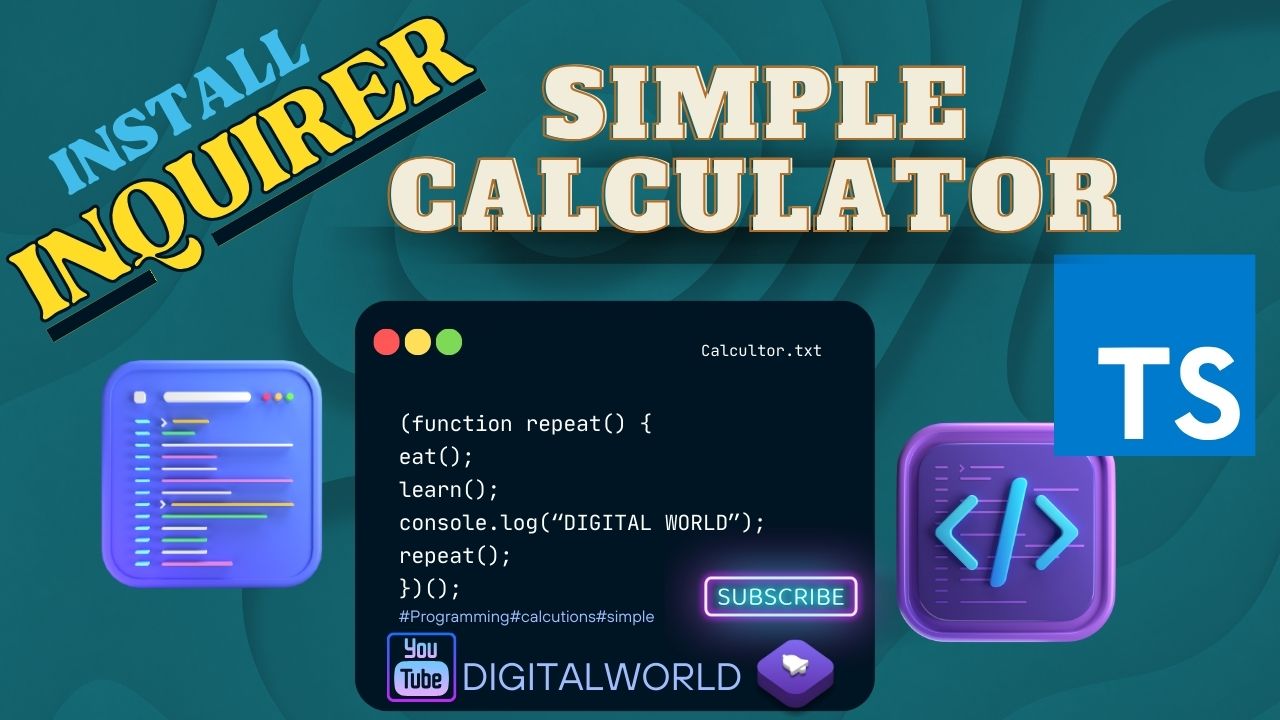 INSTALL
INQUIRER
SIMPLE
CALCULATOR
TS
Calcultor.txt
(function repeat() {
eat();
learn();
console.log(“DIGITAL WORLD”);
repeat();
})();
#Programming#calcutions#simple
SUBSCRIBE
You
Tube
DIGITALWORLD